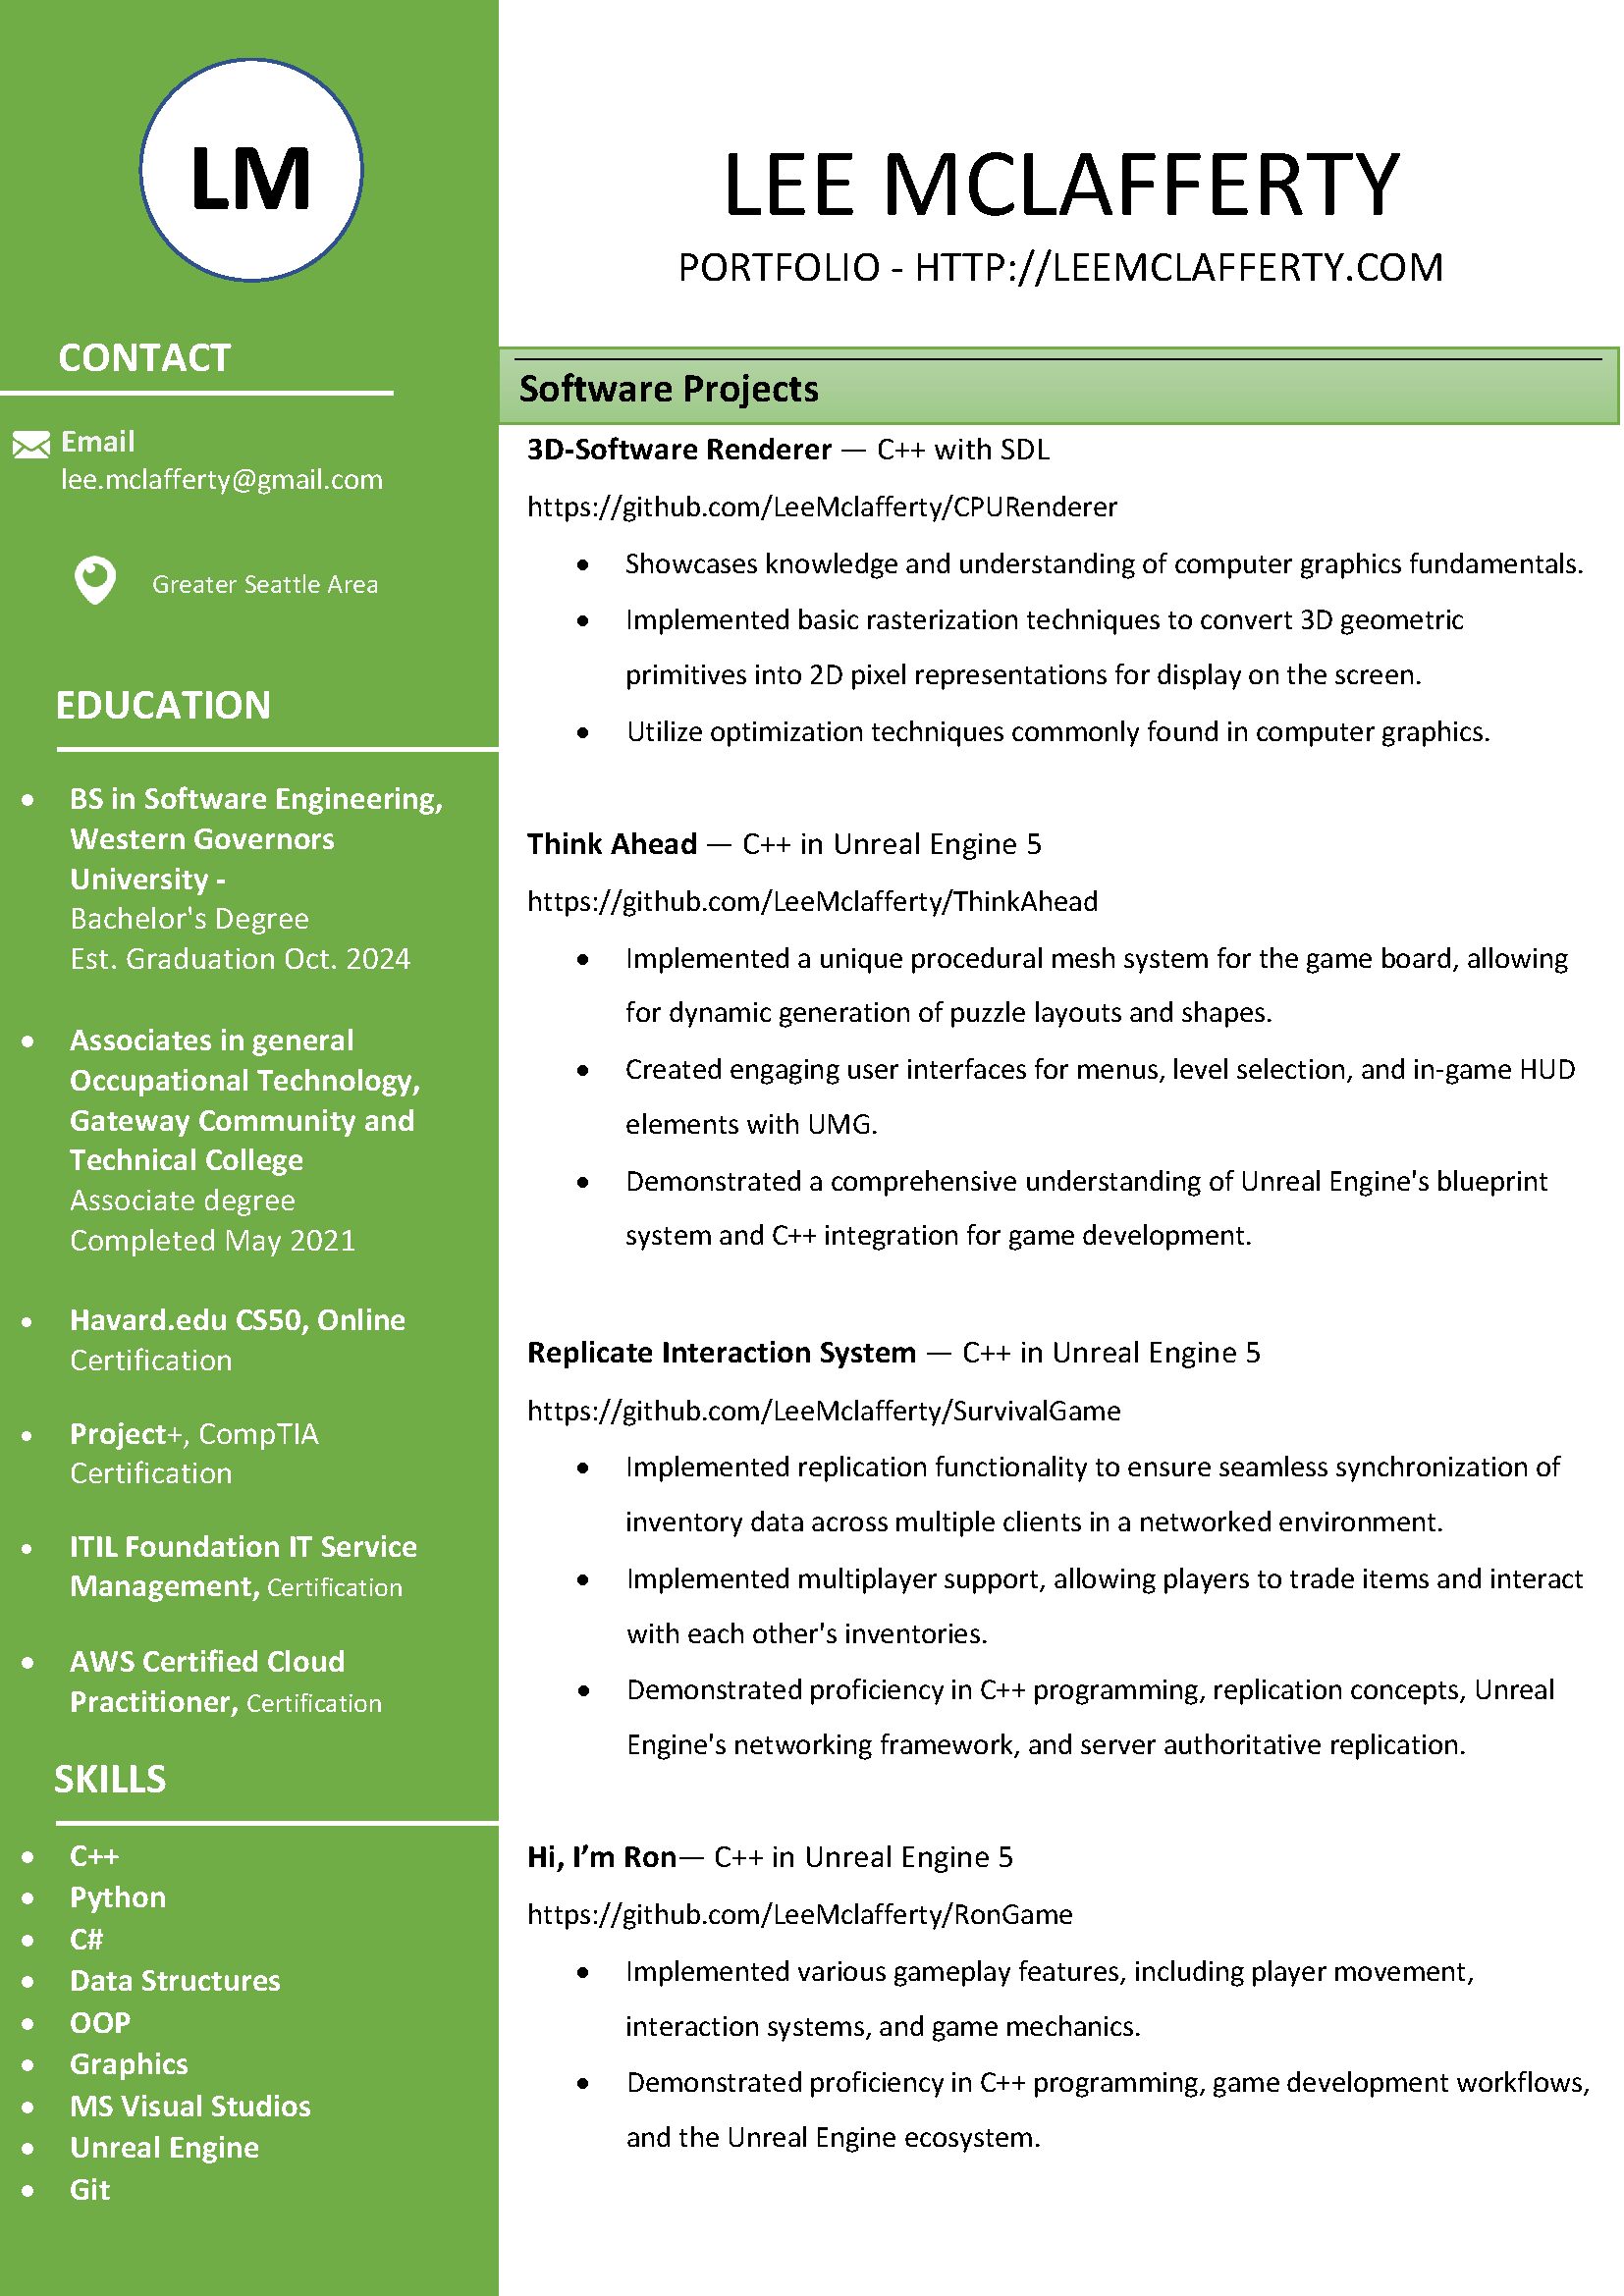 LM
CONTACT
Email
lee.mclafferty@gmail.com
Greater Seattle Area
EDUCATION
• BS in Software Engineering,
Western Governors
University -
Bachelor's Degree
Est. Graduation Oct. 2024
• Associates in general
Occupational Technology,
Gateway Community and
Technical College
Associate degree
Completed May 2021
• Havard.edu CS50, Online
Certification
• Project+, CompTIA
Certification
• ITIL Foundation IT Service
Management, Certification
• AWS Certified Cloud
Practitioner, Certification
SKILLS
• C++
• Python
• C#
• Data Structures
• OOP
• Graphics
• MS Visual Studios
• Unreal Engine
• Git
LEE MCLAFFERTY
PORTFOLIO - HTTP://LEEMCLAFFERTY.COM
Software Projects
3D-Software Renderer — C++ with SDL
https://github.com/LeeMclafferty/CPURenderer
• Showcases knowledge and understanding of computer graphics fundamentals.
• Implemented basic rasterization techniques to convert 3D geometric
primitives into 2D pixel representations for display on the screen.
• Utilize optimization techniques commonly found in computer graphics.
Think Ahead — C++ in Unreal Engine 5
https://github.com/LeeMclafferty/ThinkAhead
• Implemented a unique procedural mesh system for the game board, allowing
for dynamic generation of puzzle layouts and shapes.
• Created engaging user interfaces for menus, level selection, and in-game HUD
elements with UMG.
• Demonstrated a comprehensive understanding of Unreal Engine's blueprint
system and C++ integration for game development.
Replicate Interaction System — C++ in Unreal Engine 5
https://github.com/LeeMclafferty/SurvivalGame
• Implemented replication functionality to ensure seamless synchronization of
inventory data across multiple clients in a networked environment.
• Implemented multiplayer support, allowing players to trade items and interact
with each other's inventories.
• Demonstrated proficiency in C++ programming, replication concepts, Unreal
Engine's networking framework, and server authoritative replication.
Hi, I’m Ron— C++ in Unreal Engine 5
https://github.com/LeeMclafferty/RonGame
• Implemented various gameplay features, including player movement,
interaction systems, and game mechanics.
• Demonstrated proficiency in C++ programming, game development workflows,
and the Unreal Engine ecosystem.